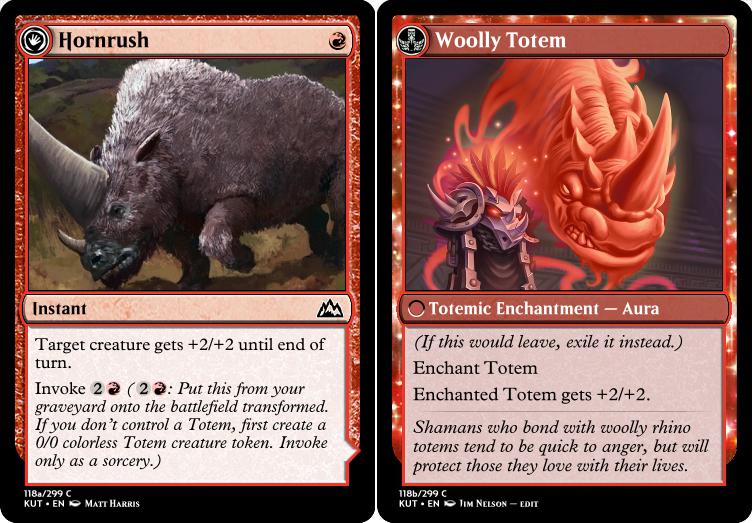 Hornrush
Instant
Target creature gets +2/+2 until end of
turn.
Invoke 2 (2: Put this from your
graveyard onto the battlefield transformed.
If you don't control a Totem, first create a
0/0 colorless Totem creature token. Invoke
only as a sorcery.)
118a/299 C
KUT • EN Matt Harris
Woolly Totem
Totemic Enchantment — Aura
(If this would leave, exile it instead.)
Enchant Totem
Enchanted Totem gets +2/+2.
Shamans who bond with woolly rhino
totems tend to be quick to anger, but will
protect those they love with their lives.
118b/299 C
KUT • EN Jim Nelson – edit